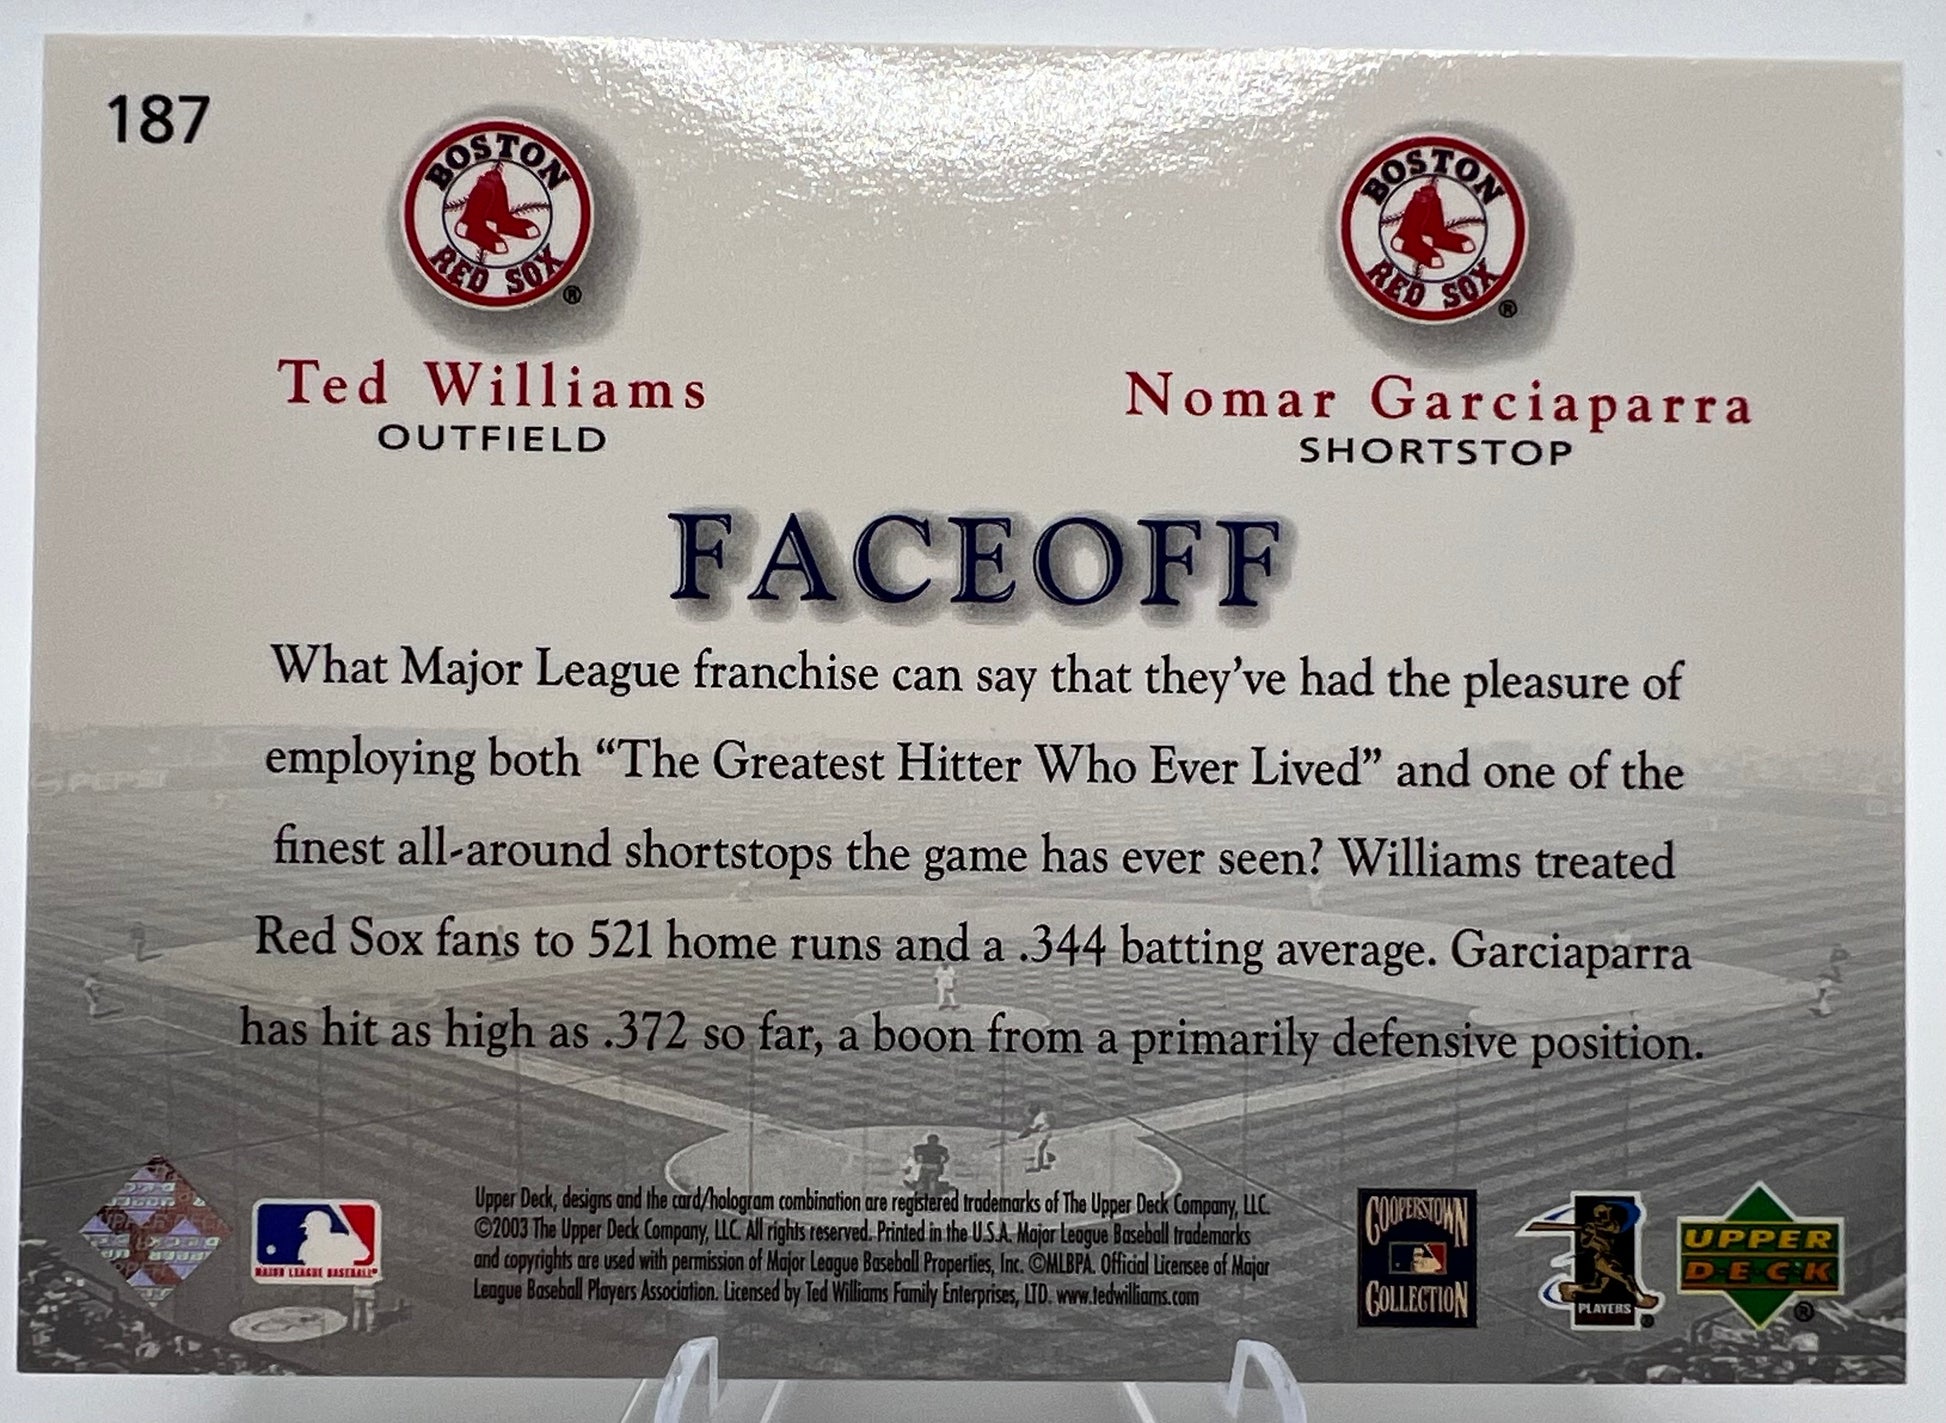 187
BOSTON
RED SOX
®
BOSTON
RED SOX
®
Ted Williams
OUTFIELD
Nomar Garciaparra
SHORTSTOP
FACEOFF
What Major League franchise can say that they've had the pleasure of
employing both “The Greatest Hitter Who Ever Lived” and one of the
finest all-around shortstops the game has ever seen? Williams treated
Red Sox fans to 521 home runs and a .344 batting average. Garciaparra
has hit as high as .372 so far, a boon from a primarily defensive position.
PEPSI
MAJOR LEAGUE BASEBALL®
Upper Deck, designs and the card/hologram combination are registered trademarks of The Upper Deck Company, LLC.
©2003 The Upper Deck Company, LLC. All rights reserved. Printed in the U.S.A. Major League Baseball trademarks
and copyrights are used with permission of Major League Baseball Properties, Inc. ©MLBPA. Official Licensee of Major
League Baseball Players Association. Licensed by Ted Williams Family Enterprises, LTD. www.tedwilliams.com
COOPERSTOWN
COLLECTION
PLAYERS
UPPER
DECK
®